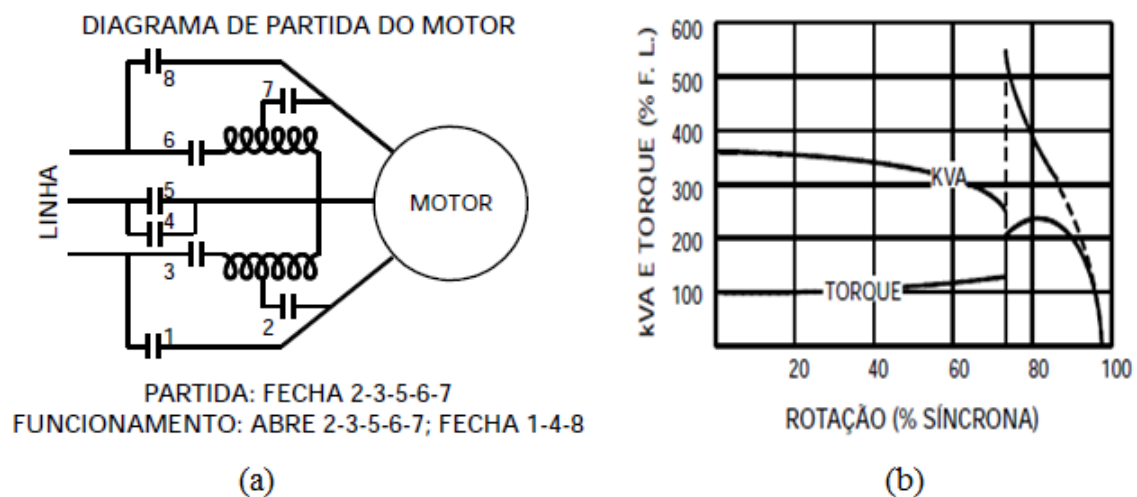 DIAGRAMA DE PARTIDA DO MOTOR
8
7
6
LINHA
5
4
MOTOR
3
2
1
PARTIDA: FECHA 2-3-5-6-7
FUNCIONAMENTO: ABRE 2-3-5-6-7; FECHA 1-4-8
(a)
kVA E TORQUE (% F. L.)
600
500
400
300
200
100
KVA
TORQUE
20 40 60 80 100
ROTAÇÃO (% SÍNCRONA)
(b)